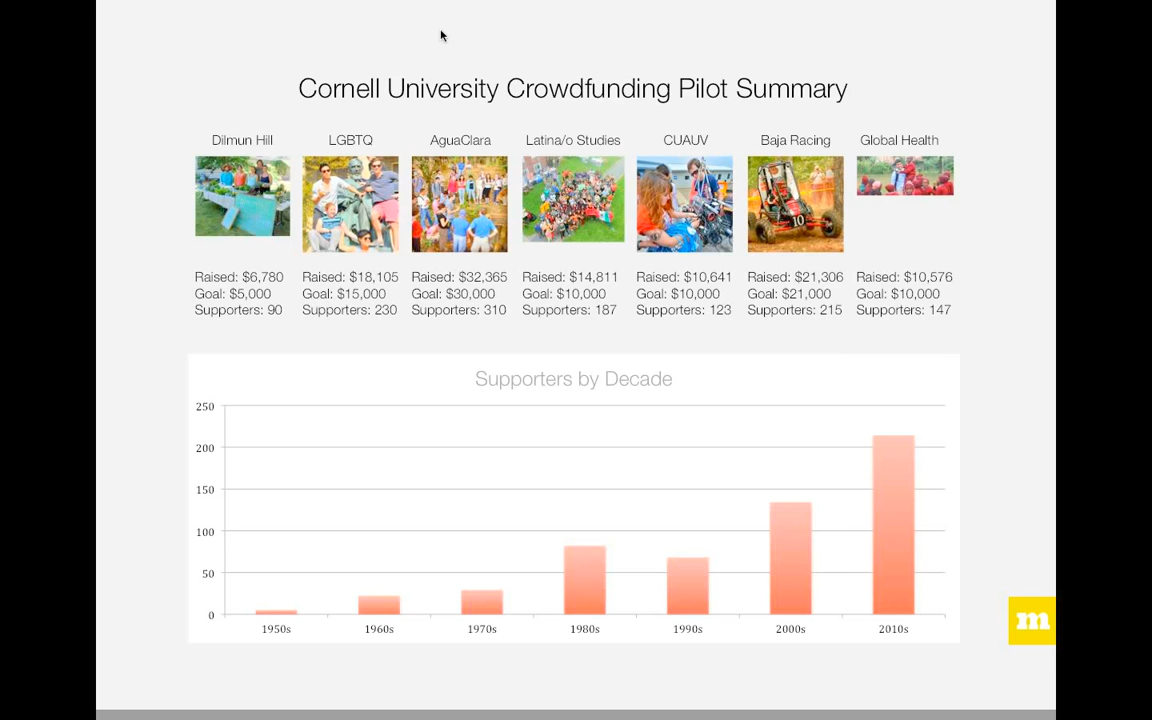 Cornell University Crowdfunding Pilot Summary
Dilmun Hill
LGBTQ
AguaClara
Latina/o Studies
CUAUV
Baja Racing
Global Health
10
Raised: $6,780
Goal: $5,000
Supporters: 90
Raised: $18,105
Goal: $15,000
Supporters: 230
Raised: $32,365
Goal: $30,000
Supporters: 310
Raised: $14,811
Goal: $10,000
Supporters: 187
Raised: $10,641
Goal: $10,000
Supporters: 123
Raised: $21,306
Goal: $21,000
Supporters: 215
Raised: $10,576
Goal: $10,000
Supporters: 147
Supporters by Decade
250
200
150
100
50
0
1950s
1960s
1970s
1980s
1990s
2000s
2010s
m